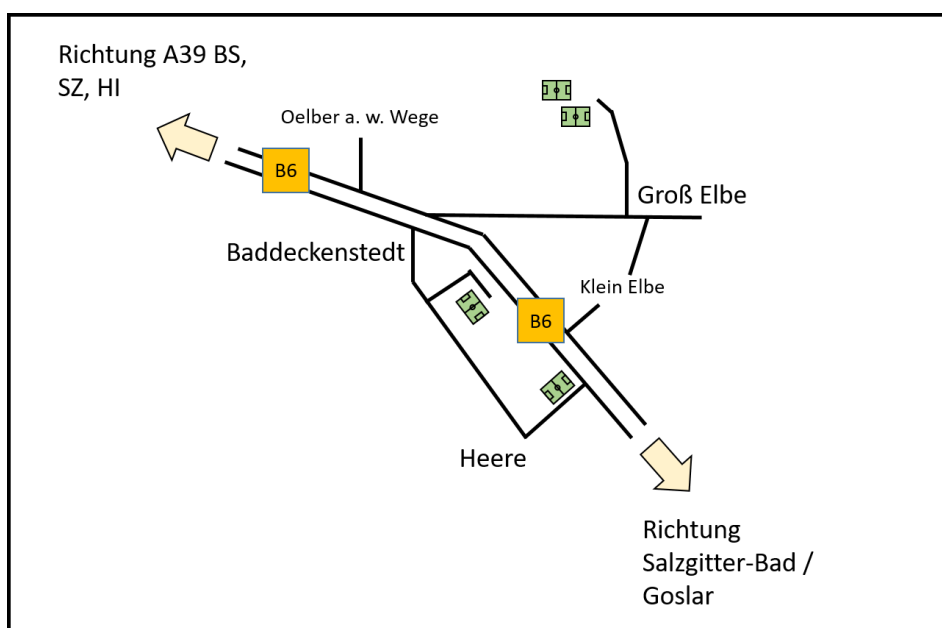 Richtung A39 BS,
SZ, HI
Oelber a. w. Wege
B6
Groß Elbe
Baddeckenstedt
Klein Elbe
B6
Heere
Richtung
Salzgitter-Bad /
Goslar